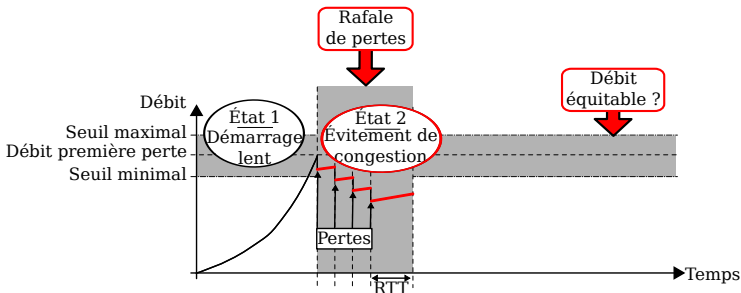 Rafale
de pertes
Débit
équitable ?
Débit
État 1
Démarrage
lent
État 2
Évitement de
congestion
Seuil maximal
Débit première perte
Seuil minimal
Pertes
Temps
RTT